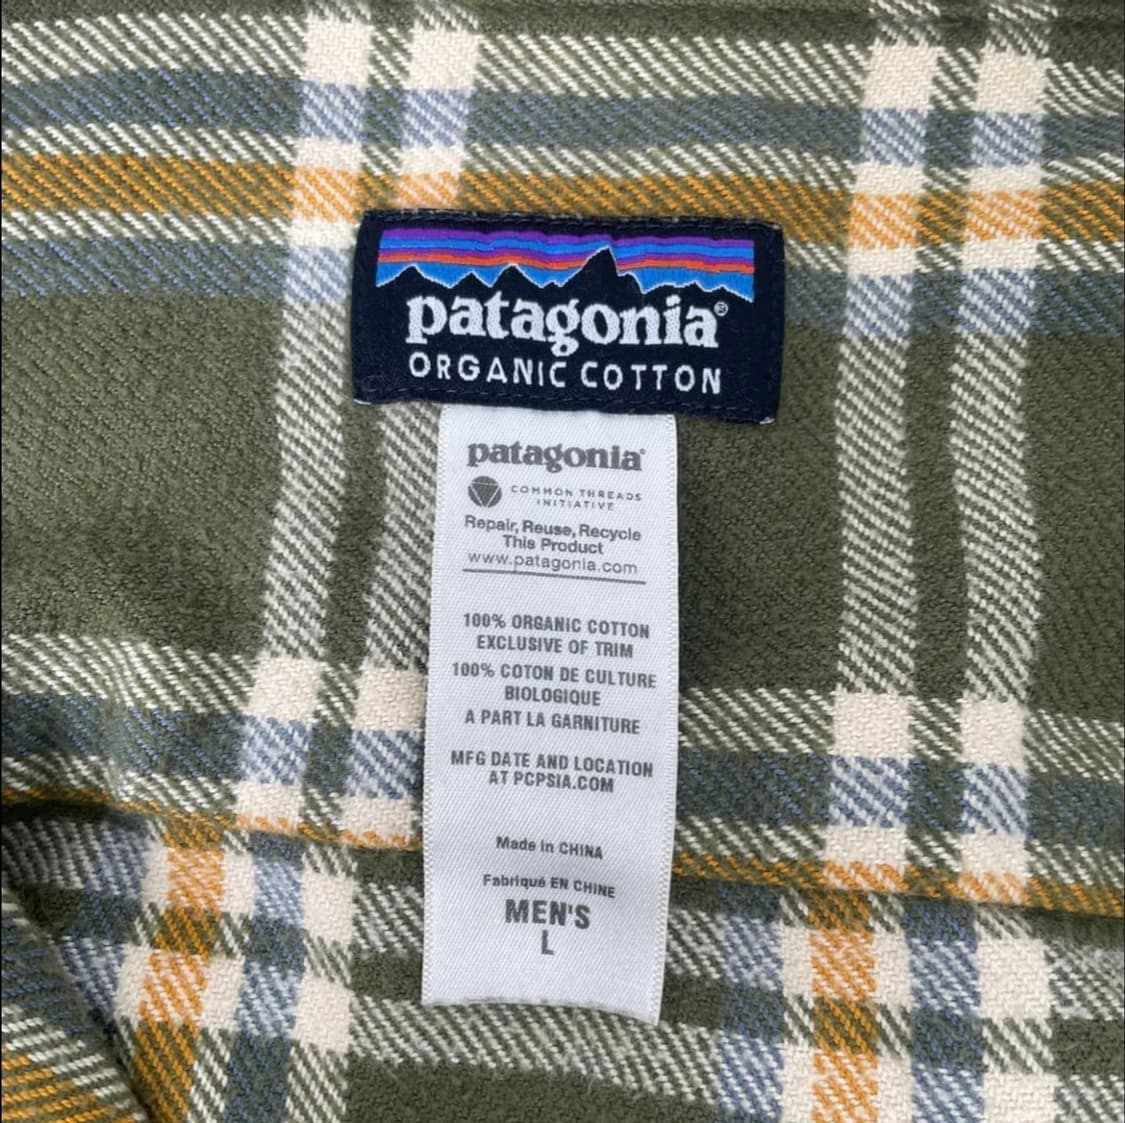 patagonia®
ORGANIC COTTON
patagonia®
COMMON THREADS
INITIATIVE
Repair, Reuse, Recycle
This Product
www.patagonia.com
100% ORGANIC COTTON
EXCLUSIVE OF TRIM
100% COTON DE CULTURE
BIOLOGIQUE
A PART LA GARNITURE
MFG DATE AND LOCATION
AT PCPSIA.COM
Made in CHINA
Fabriqué EN CHINE
MEN'S
L